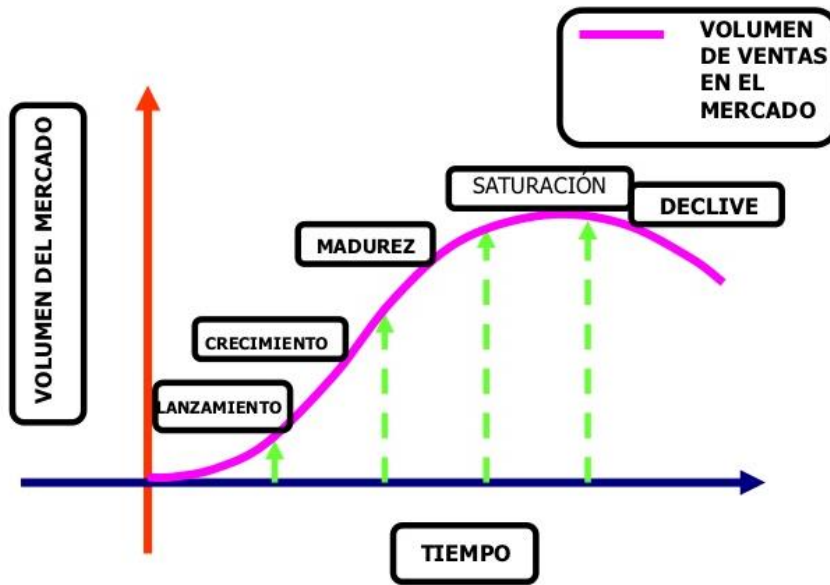 VOLUMEN
DE VENTAS
EN EL
MERCADO
VOLUMEN DEL MERCADO
SATURACIÓN
DECLIVE
MADUREZ
CRECIMIENTO
LANZAMIENTO
TIEMPO